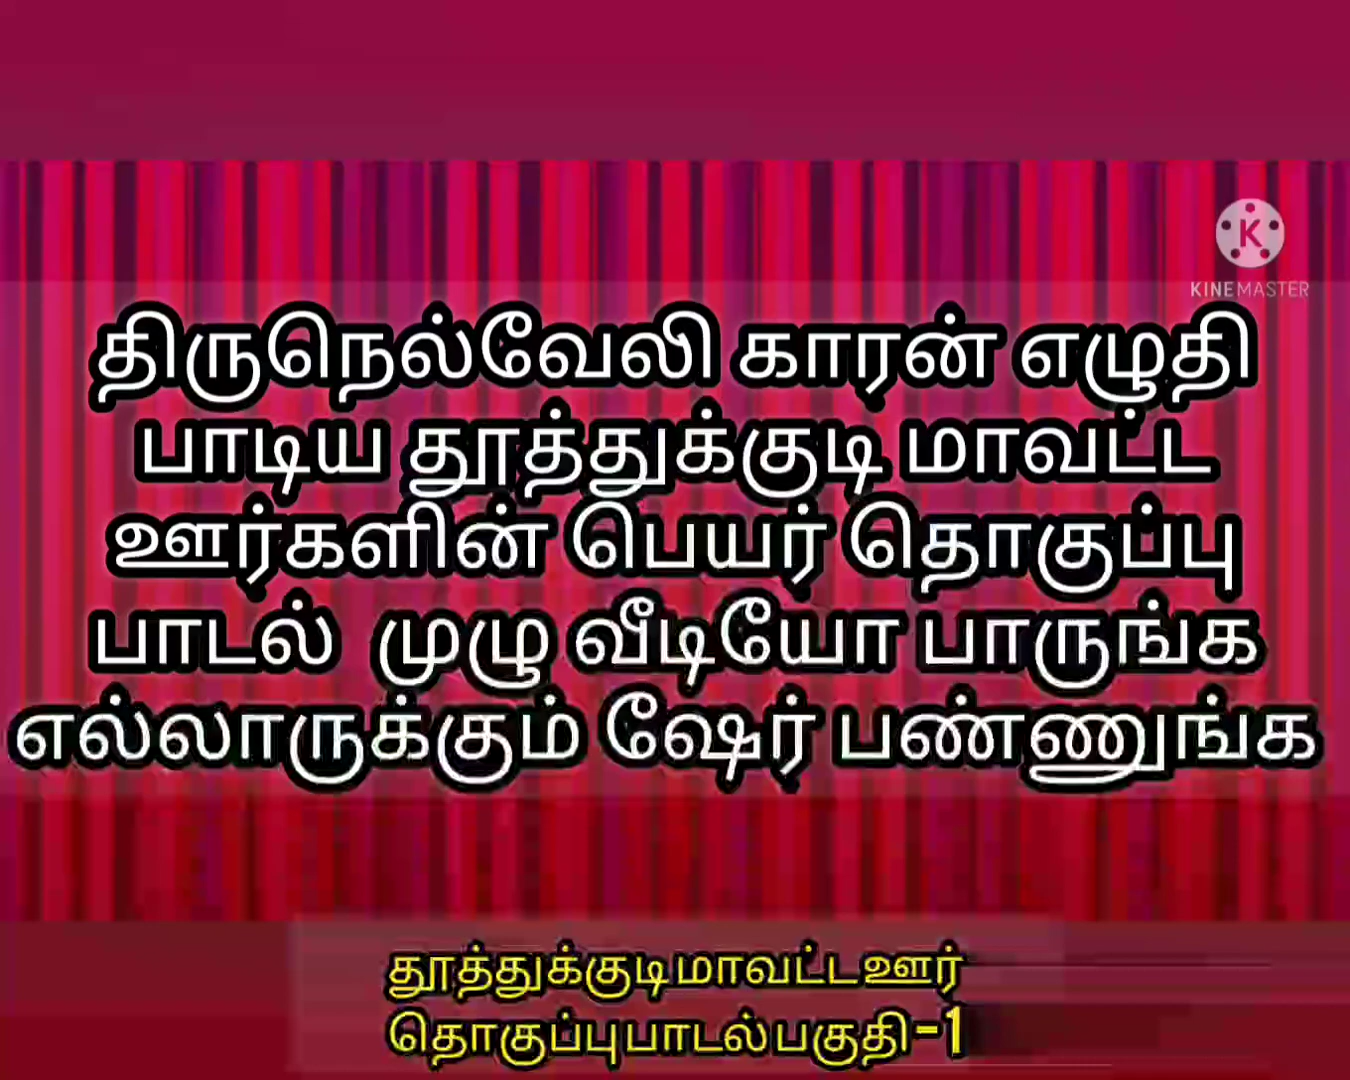 KINEMASTER
திருநெல்வேலி காரன் எழுதி
பாடிய தூத்துக்குடி மாவட்ட
ஊர்களின் பெயர் தொகுப்பு
பாடல் முழு வீடியோ பாருங்க
எல்லாருக்கும் ஷேர் பண்ணுங்க
தூத்துக்குடிமாவட்டஊர்
தொகுப்புபாடல்பகுதி-1